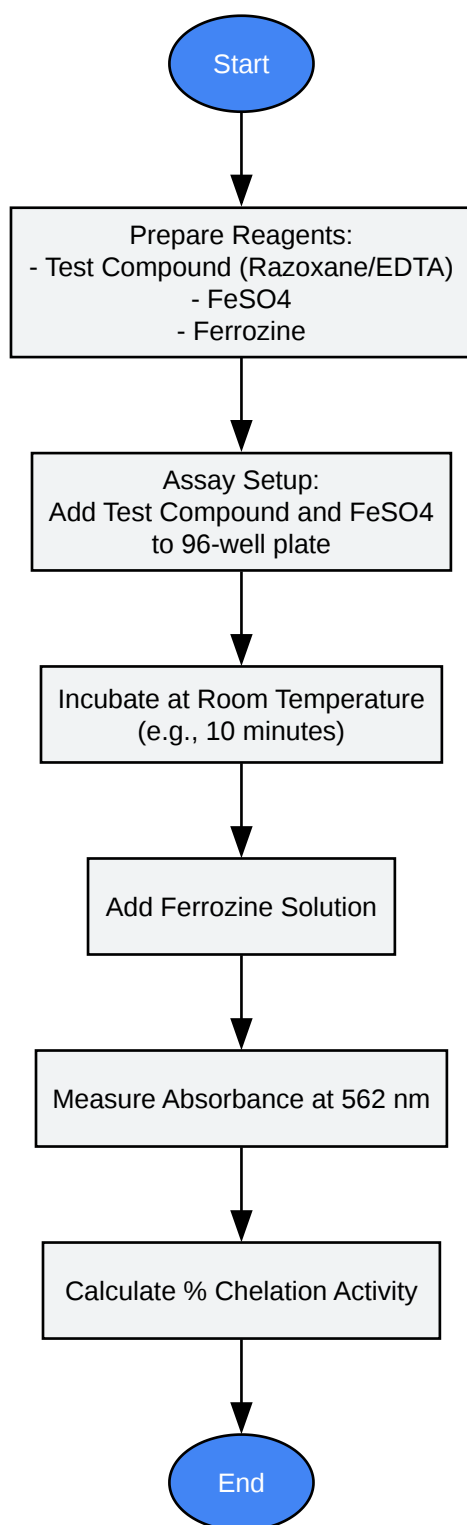 Start
Prepare Reagents:
- Test Compound (Razoxane/EDTA)
- FeSO4
- Ferrozine
Assay Setup:
Add Test Compound and FeSO4
to 96-well plate
Incubate at Room Temperature
(e.g., 10 minutes)
Add Ferrozine Solution
Measure Absorbance at 562 nm
Calculate % Chelation Activity
End